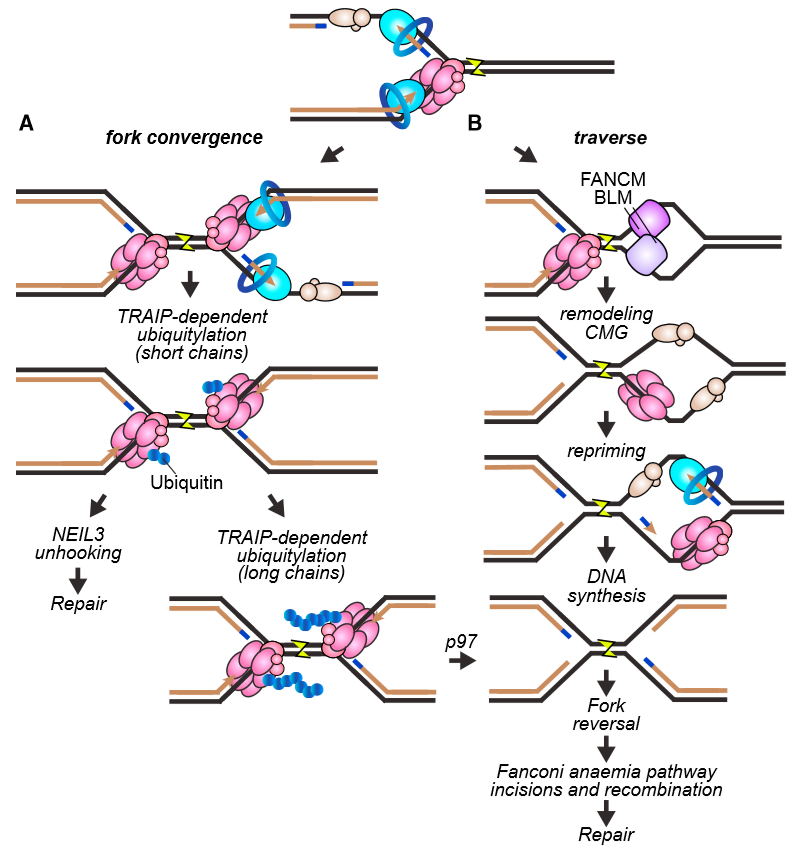 A
fork convergence
TRAIP-dependent
ubiquitylation
(short chains)
Ubiquitin
NEIL3
unhooking
Repair
TRAIP-dependent
ubiquitylation
(long chains)
p97
B
traverse
FANCM
BLM
remodeling
CMG
repriming
DNA
synthesis
Fork
reversal
Fanconi anaemia pathway
incisions and recombination
Repair